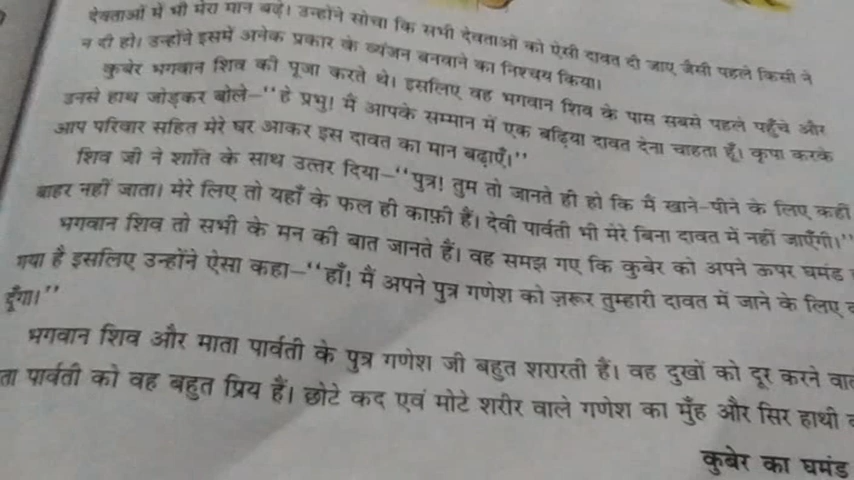 देवताओं में भी मेरा मान बढ़े। उन्होंने सोचा कि सभी देवताओं को ऐसी दावत दी जाए जैसी पहले किसी ने
न दी हो। उन्होंने इसमें अनेक प्रकार के व्यंजन बनवाने का निश्चय किया।
कुबेर भगवान शिव की पूजा करते थे। इसलिए वह भगवान शिव के पास सबसे पहले पहुँचे और
उनसे हाथ जोड़कर बोले–‘‘हे प्रभु! मैं आपके सम्मान में एक बढ़िया दावत देना चाहता हूँ। कृपा करके
आप परिवार सहित मेरे घर आकर इस दावत का मान बढ़ाएँ।’’
शिव जी ने शांति के साथ उत्तर दिया–‘‘पुत्र! तुम तो जानते ही हो कि मैं खाने-पीने के लिए कहीं
बाहर नहीं जाता। मेरे लिए तो यहाँ के फल ही काफ़ी हैं। देवी पार्वती भी मेरे बिना दावत में नहीं जाएँगी।’’
भगवान शिव तो सभी के मन की बात जानते हैं। वह समझ गए कि कुबेर को अपने ऊपर घमंड
गया है इसलिए उन्होंने ऐसा कहा–‘‘हाँ! मैं अपने पुत्र गणेश को ज़रूर तुम्हारी दावत में जाने के लिए
दूँगा।’’
भगवान शिव और माता पार्वती के पुत्र गणेश जी बहुत शरारती हैं। वह दुखों को दूर करने
पार्वती को वह बहुत प्रिय हैं। छोटे कद एवं मोटे शरीर वाले गणेश का मुँह और सिर हाथी
कुबेर का घमंड